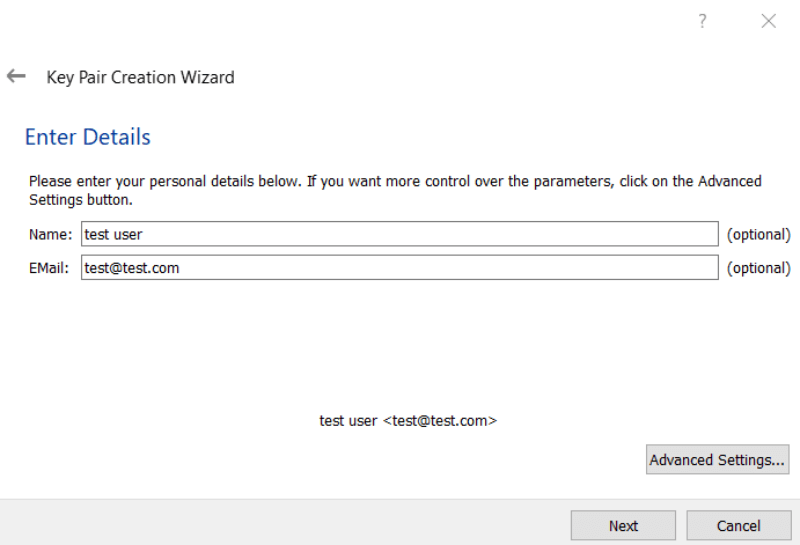 ?
Key Pair Creation Wizard
Enter Details
Please enter your personal details below. If you want more control over the parameters, click on the Advanced
Settings button.
Name: test user (optional)
EMail: test@test.com (optional)
test user <test@test.com>
Advanced Settings...
Next Cancel